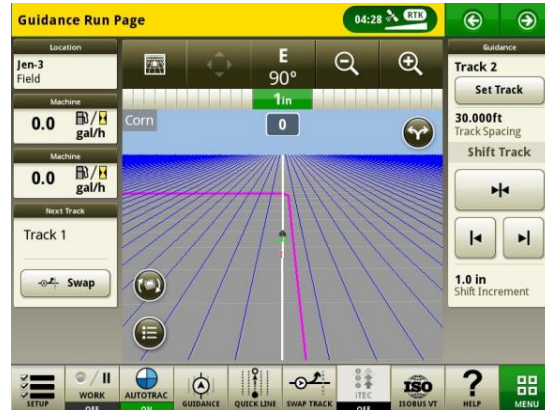 Guidance Run Page
04:28
RTK
Location
Jen-3
Field
Machine
0.0
gal/h
Machine
0.0
gal/h
Next Track
Track 1
Swap
E
90°
1in
Corn
0
Guidance
Track 2
Set Track
30.000ft
Track Spacing
Shift Track
1.0 in
Shift Increment
SETUP
WORK
OFF
AUTOTRAC
ON
GUIDANCE
QUICK LINE
SWAP TRACK
iTEC
OFF
ISO
ISOBUS VT
?
HELP
MENU